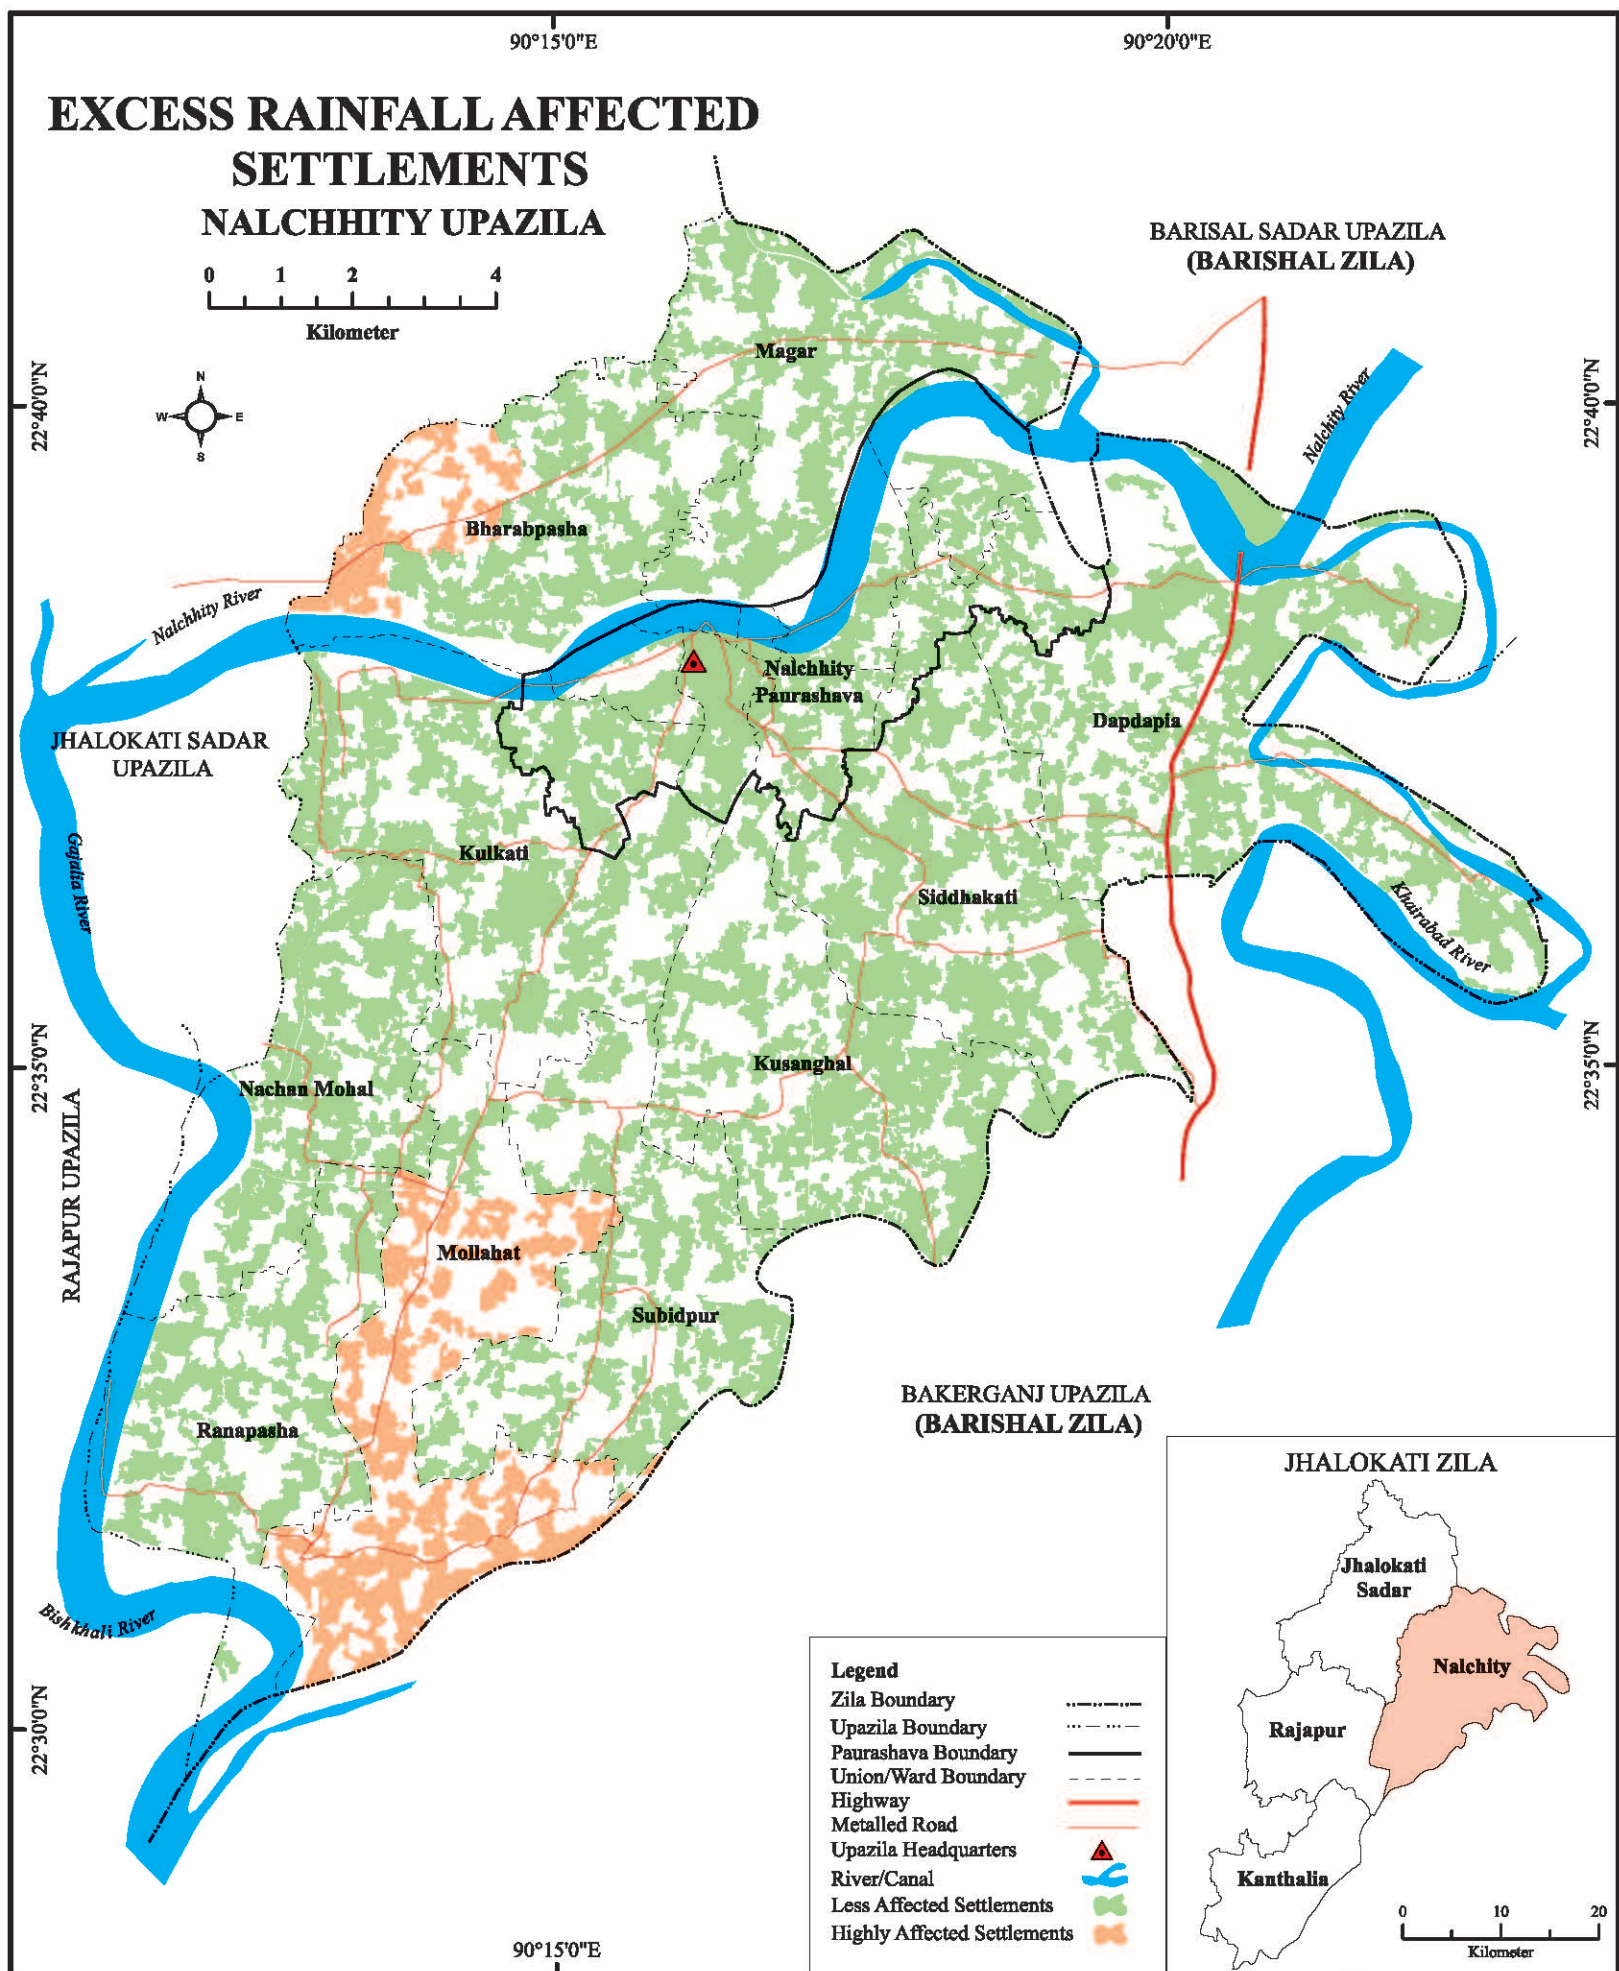 90°15'0"E
90°20'0"E
EXCESS RAINFALL AFFECTED
SETTLEMENTS
NALCHHITY UPAZILA
0 1 2 4
Kilometer
BARISAL SADAR UPAZILA
(BARISHAL ZILA)
22°40'0"N
22°40'0"N
N
W E
S
Magar
Nalchity River
Bharabpasha
Nalchhity River
Nalchhity
Paurashava
Dapdapia
JHALOKATI SADAR
UPAZILA
Gajalia River
Kulkati
Siddhakati
Khairabad River
22°35'0"N
22°35'0"N
Nachan Mohal
Kusanghal
RAJAPUR UPAZILA
Mollahat
Subidpur
Ranapasha
BAKERGANJ UPAZILA
(BARISHAL ZILA)
Bishkhali River
22°30'0"N
90°15'0"E
Legend
Zila Boundary
Upazila Boundary
Paurashava Boundary
Union/Ward Boundary
Highway
Metalled Road
Upazila Headquarters
River/Canal
Less Affected Settlements
Highly Affected Settlements
JHALOKATI ZILA
Jhalokati
Sadar
Nalchity
Rajapur
Kanthalia
0 10 20
Kilometer